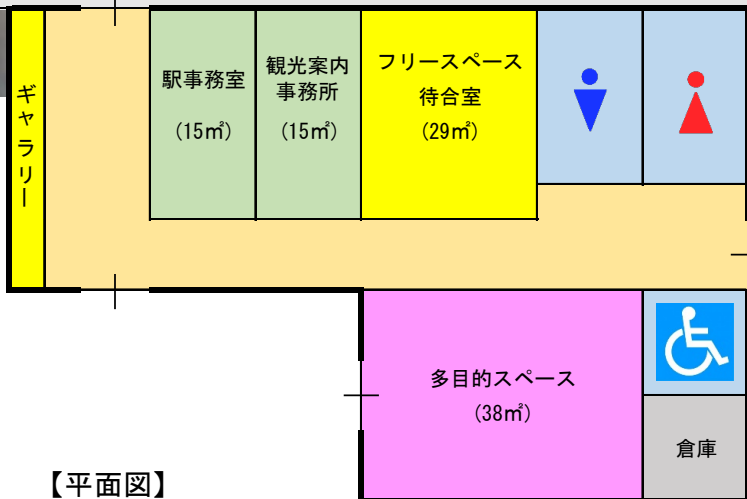 ギャラリー
駅事務室
(15㎡)
観光案内
事務所
(15㎡)
フリースペース
待合室
(29㎡)
多目的スペース
(38㎡)
倉庫
【平面図】